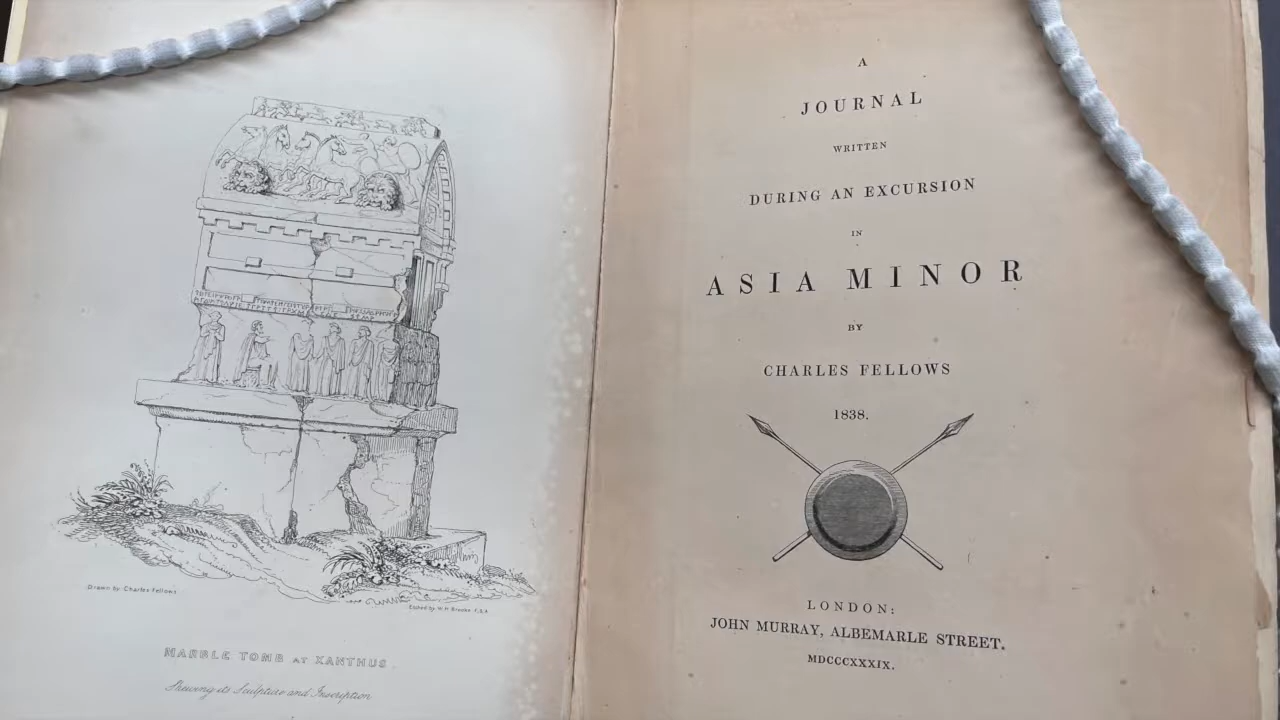 Drawn by Charles Fellows
Etched by W. H. Brooke F.S.A
MARBLE TOMB AT XANTHUS
Shewing its Sculpture and Inscription
A
JOURNAL
WRITTEN
DURING AN EXCURSION
IN
ASIA MINOR
BY
CHARLES FELLOWS
1838.
LONDON:
JOHN MURRAY, ALBEMARLE STREET.
MDCCCXXXIX.